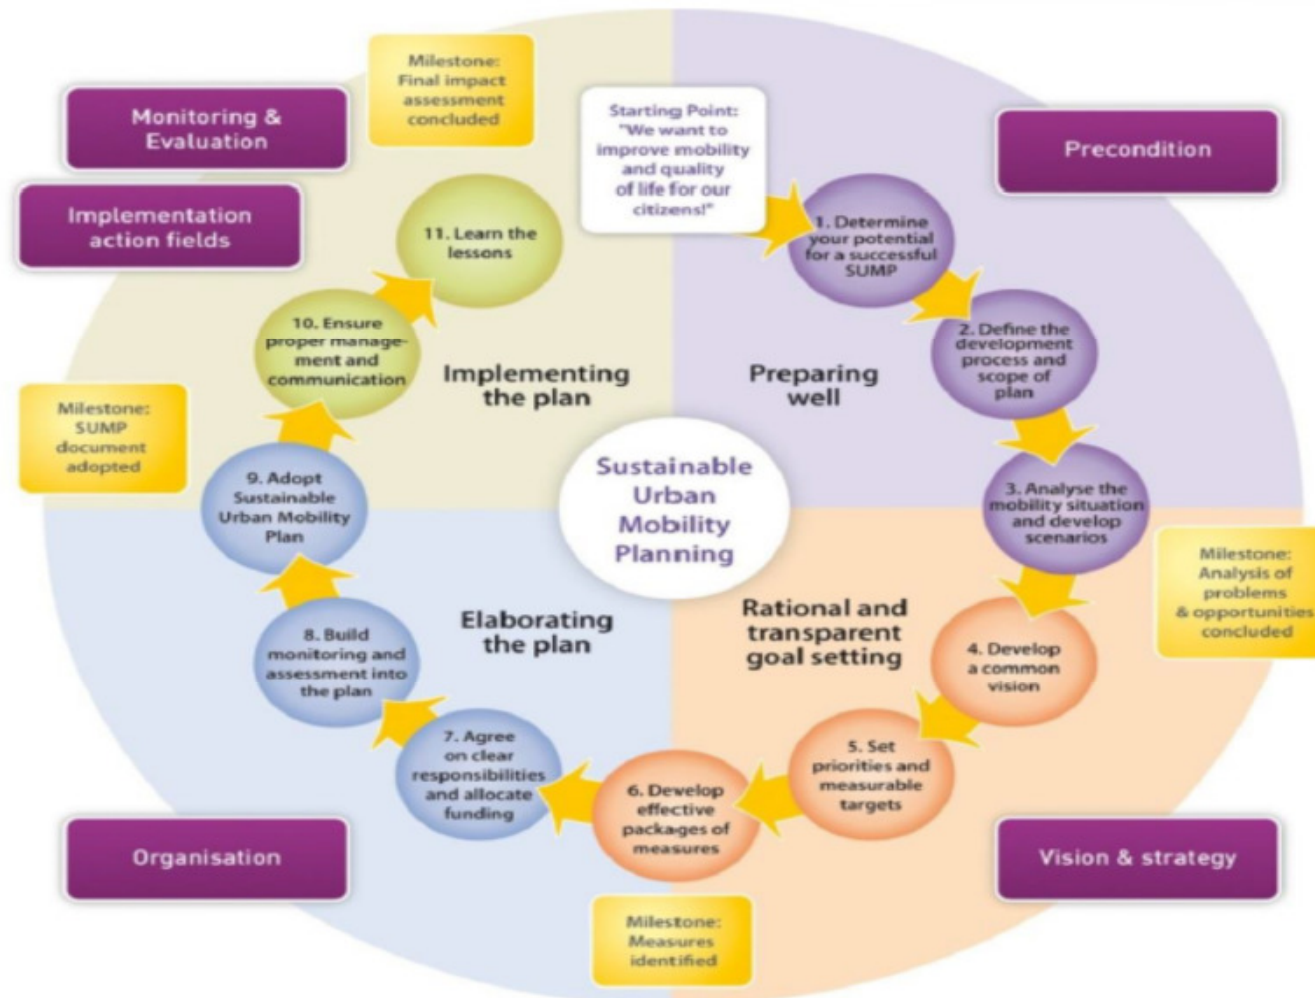 Milestone:
Final impact
assessment
concluded
Monitoring &
Evaluation
Implementation
action fields
Starting Point:
"We want to
improve mobility
and quality
of life for our
citizens!"
Precondition
1. Determine
your potential
for a successful
SUMP
2. Define the
development
process and
scope of
plan
3. Analyse the
mobility situation
and develop
scenarios
Milestone:
Analysis of
problems
& opportunities
concluded
4. Develop
a common
vision
5. Set
priorities and
measurable
targets
6. Develop
effective
packages of
measures
Milestone:
Measures
identified
7. Agree
on clear
responsibilities
and allocate
funding
8. Build
monitoring and
assessment into
the plan
9. Adopt
Sustainable
Urban Mobility
Plan
Milestone:
SUMP
document
adopted
10. Ensure
proper manage-
ment and
communication
11. Learn the
lessons
Implementing
the plan
Preparing
well
Sustainable
Urban
Mobility
Planning
Elaborating
the plan
Rational and
transparent
goal setting
Organisation
Vision & strategy